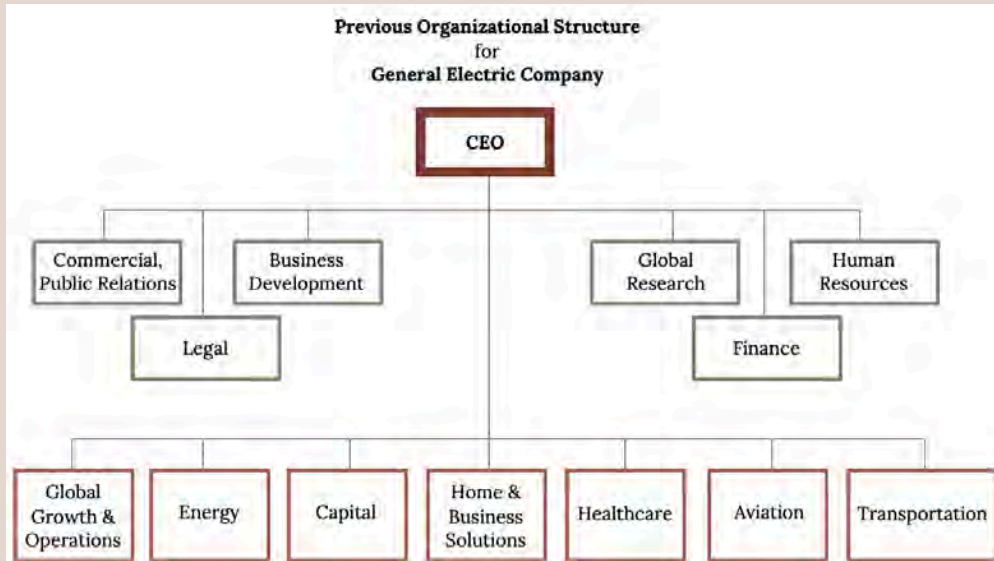 Previous Organizational Structure
for
General Electric Company
CEO
Commercial,
Public Relations
Business
Development
Global
Research
Human
Resources
Legal
Finance
Global
Growth &
Operations
Energy
Capital
Home &
Business
Solutions
Healthcare
Aviation
Transportation